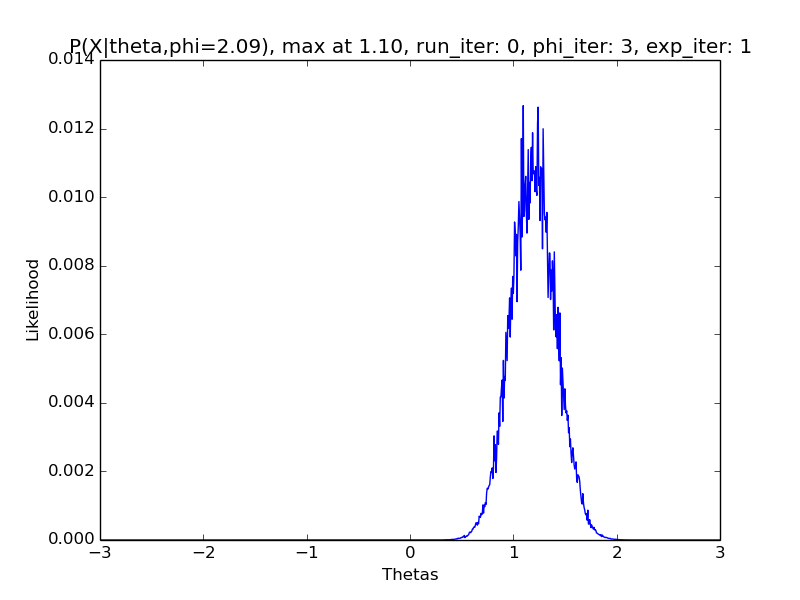 P(X|theta,phi=2.09), max at 1.10, run_iter: 0, phi_iter: 3, exp_iter: 1
0.014
0.012
0.010
0.008
0.006
0.004
0.002
0.000
Likelihood
−3 −2 −1 0 1 2 3
Thetas